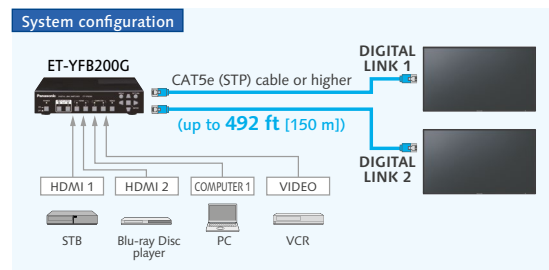 System configuration
ET-YFB200G
Panasonic
CAT5e (STP) cable or higher
(up to 492 ft [150 m])
DIGITAL
LINK 1
DIGITAL
LINK 2
HDMI 1
HDMI 2
COMPUTER 1
VIDEO
STB
Blu-ray Disc
player
PC
VCR